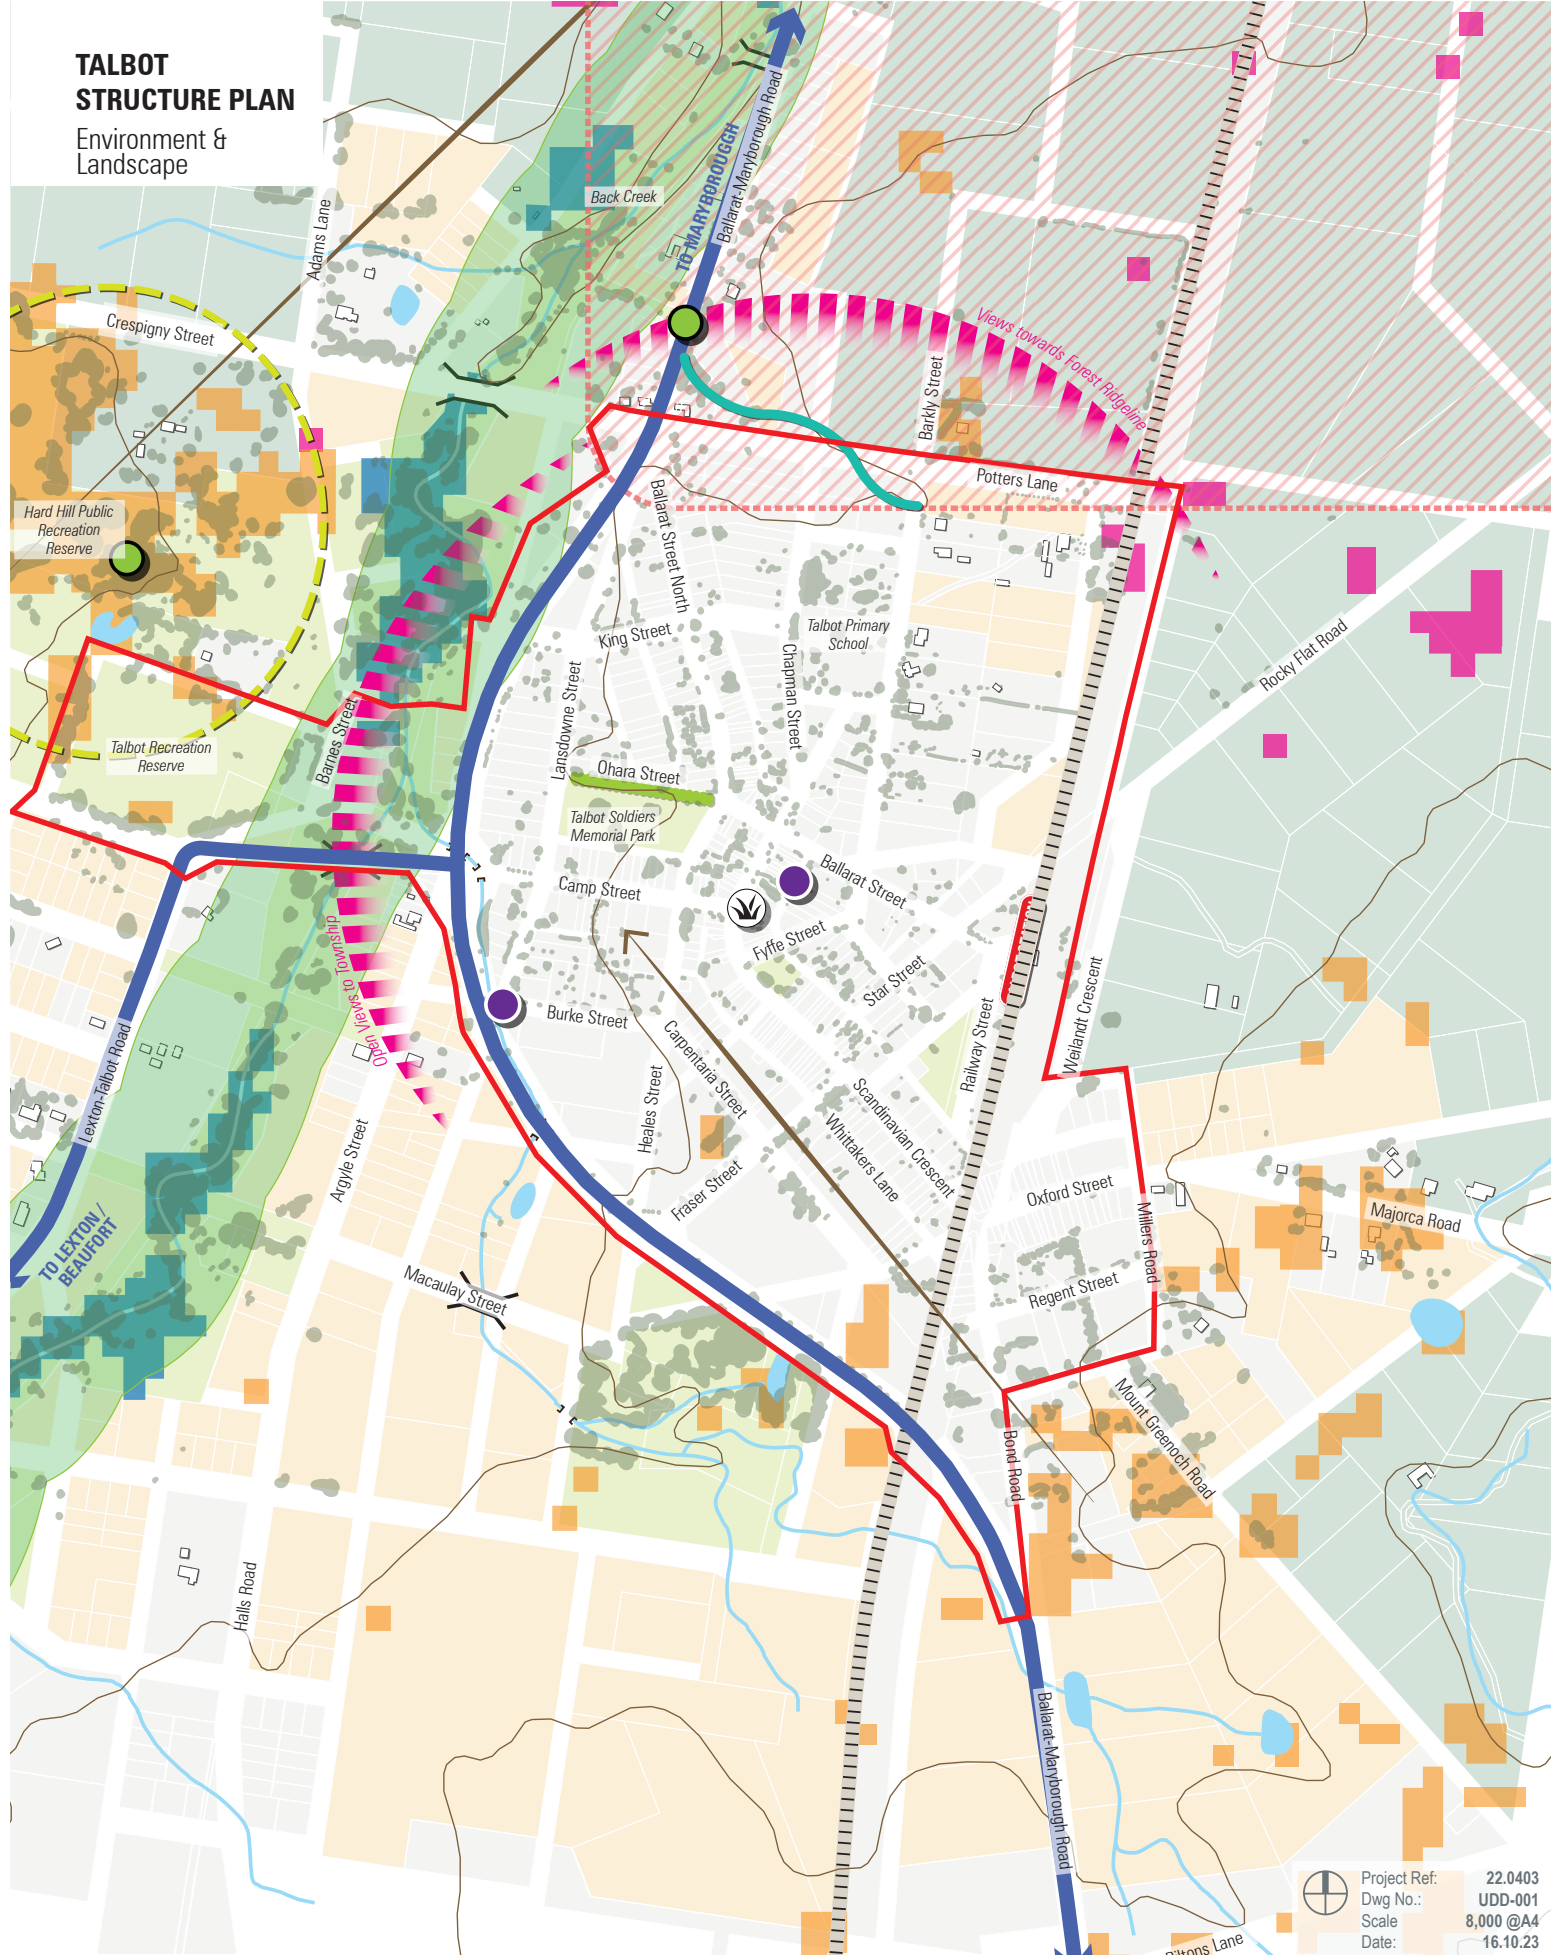 TALBOT
STRUCTURE PLAN
Environment &
Landscape
Adams Lane
Crespigny Street
Back Creek
TO MARYBOROUGGH
Ballarat-Maryborough Road
Views towards Forest Ridgeline
Barkly Street
Potters Lane
Hard Hill Public
Recreation
Reserve
Ballarat Street North
King Street
Talbot Primary
School
Chapman Street
Rocky Flat Road
Lansdowne Street
Barnes Street
Talbot Recreation
Reserve
Ohara Street
Talbot Soldiers
Memorial Park
Camp Street
Ballarat Street
Fyffe Street
Star Street
Open Views to Township
Burke Street
Carpentaria Street
Railway Street
Weilandt Crescent
Lexton-Talbot Road
Argyle Street
Heales Street
Scandinavian Crescent
Whittakers Lane
Fraser Street
Oxford Street
Millers Road
Majorca Road
TO LEXTON /
BEAUFORT
Macaulay Street
Regent Street
Mount Greenoch Road
Bond Road
Halls Road
Ballarat-Maryborough Road
Project Ref: 22.0403
Dwg No.: UDD-001
Scale 8,000 @A4
Date: 16.10.23
Lane